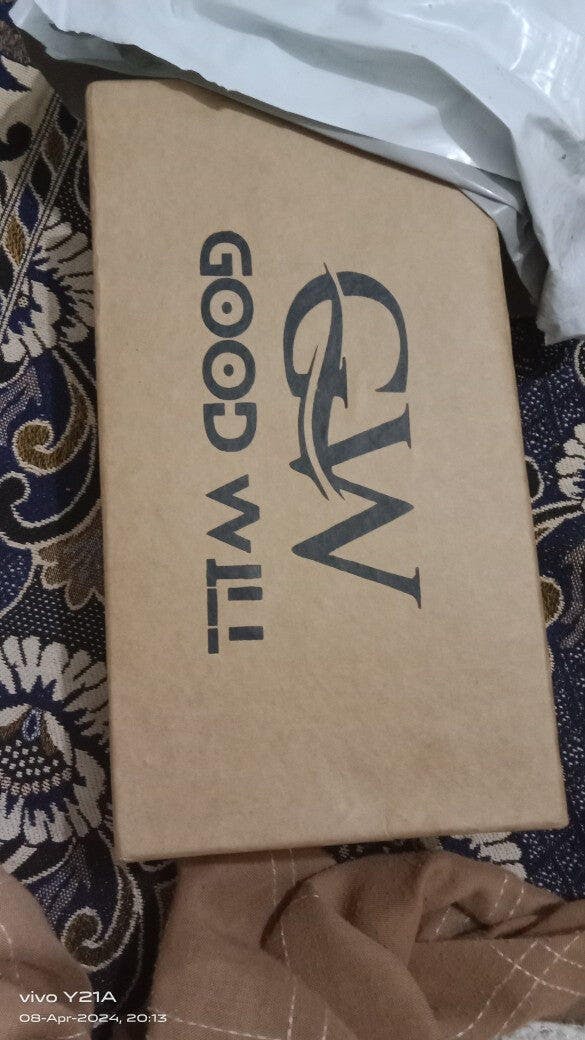 GW
GOOD WILL
vivo Y21A
08-Apr-2024, 20:13